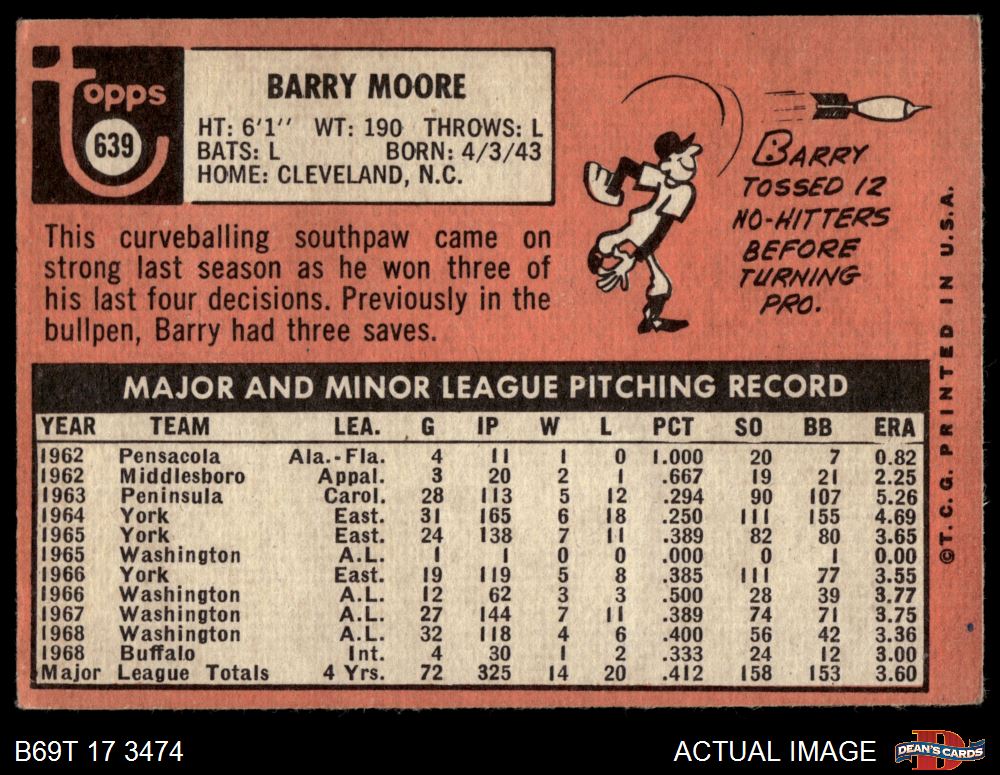 topps
639
BARRY MOORE
HT: 6'1'' WT: 190 THROWS: L
BATS: L BORN: 4/3/43
HOME: CLEVELAND, N.C.
This curveballing southpaw came on
strong last season as he won three of
his last four decisions. Previously in the
bullpen, Barry had three saves.
BARRY
TOSSED 12
NO-HITTERS
BEFORE
TURNING
PRO.
MAJOR AND MINOR LEAGUE PITCHING RECORD
YEAR TEAM LEA. G IP W L PCT SO BB ERA
1962 Pensacola Ala.-Fla. 4 11 1 0 1.000 20 7 0.82
1962 Middlesboro Appal. 3 20 2 1 .667 19 21 2.25
1963 Peninsula Carol. 28 113 5 12 .294 90 107 5.26
1964 York East. 31 165 6 18 .250 111 155 4.69
1965 York East. 24 138 7 11 .389 82 80 3.65
1965 Washington A.L. 1 1 0 0 .000 0 1 0.00
1966 York East. 19 119 5 8 .385 111 77 3.55
1966 Washington A.L. 12 62 3 3 .500 28 39 3.77
1967 Washington A.L. 27 144 7 11 .389 74 71 3.75
1968 Washington A.L. 32 118 4 6 .400 56 42 3.36
1968 Buffalo Int. 4 30 1 2 .333 24 12 3.00
Major League Totals 4 Yrs. 72 325 14 20 .412 158 153 3.60
©T.C.G. PRINTED IN U.S.A.
B69T 17 3474
ACTUAL IMAGE
DEAN'S CARDS